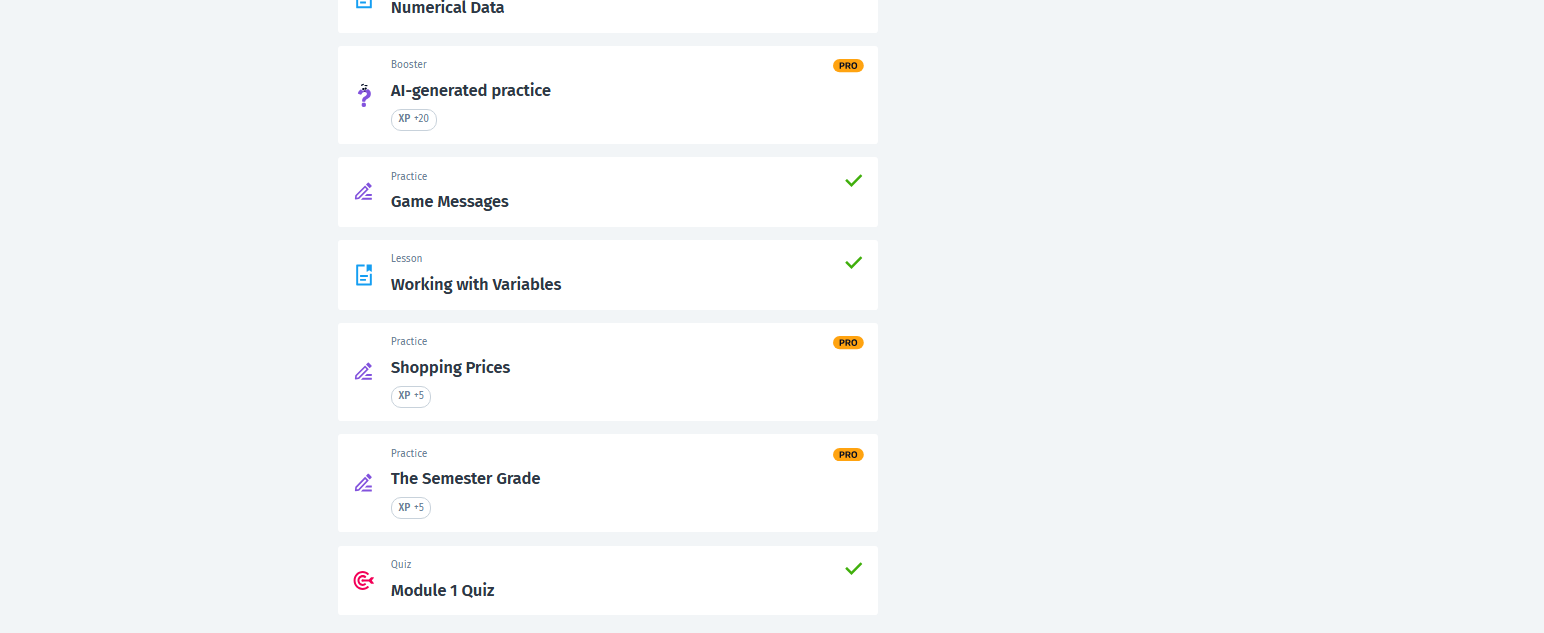 Numerical Data
Booster
PRO
AI-generated practice
XP +20
Practice
Game Messages
Lesson
Working with Variables
Practice
PRO
Shopping Prices
XP +5
Practice
PRO
The Semester Grade
XP +5
Quiz
Module 1 Quiz